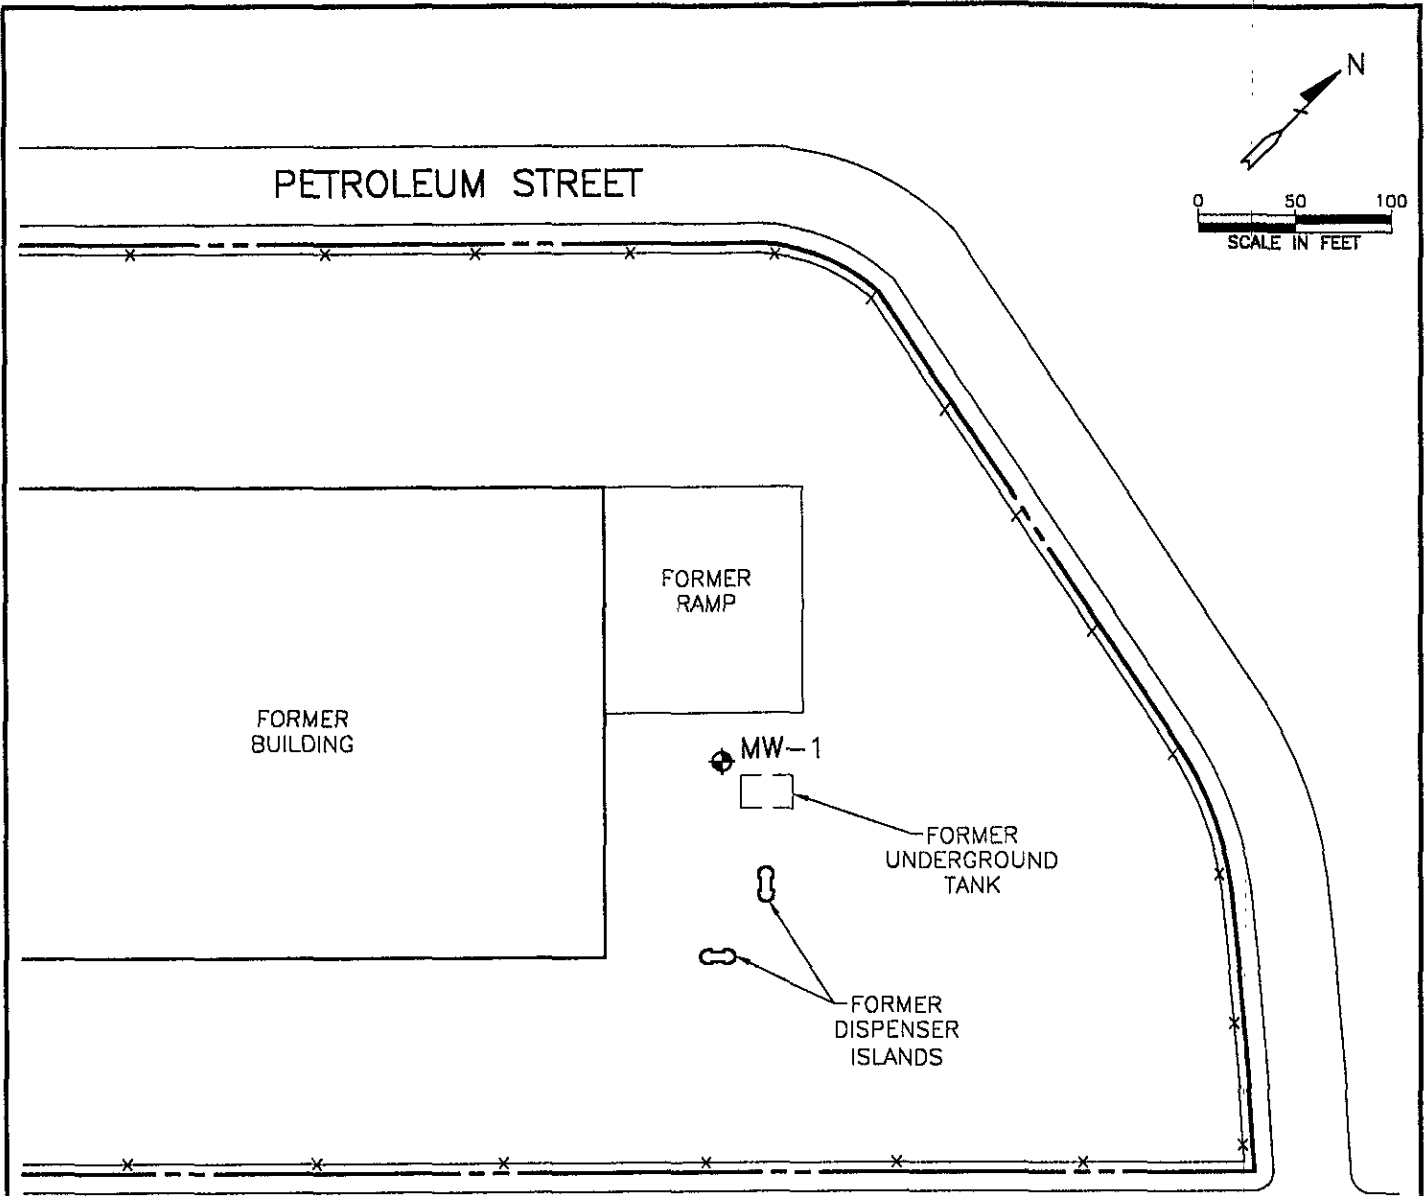 N
PETROLEUM STREET
0 50 100
SCALE IN FEET
FORMER
RAMP
FORMER
BUILDING
MW-1
FORMER
UNDERGROUND
TANK
FORMER
DISPENSER
ISLANDS